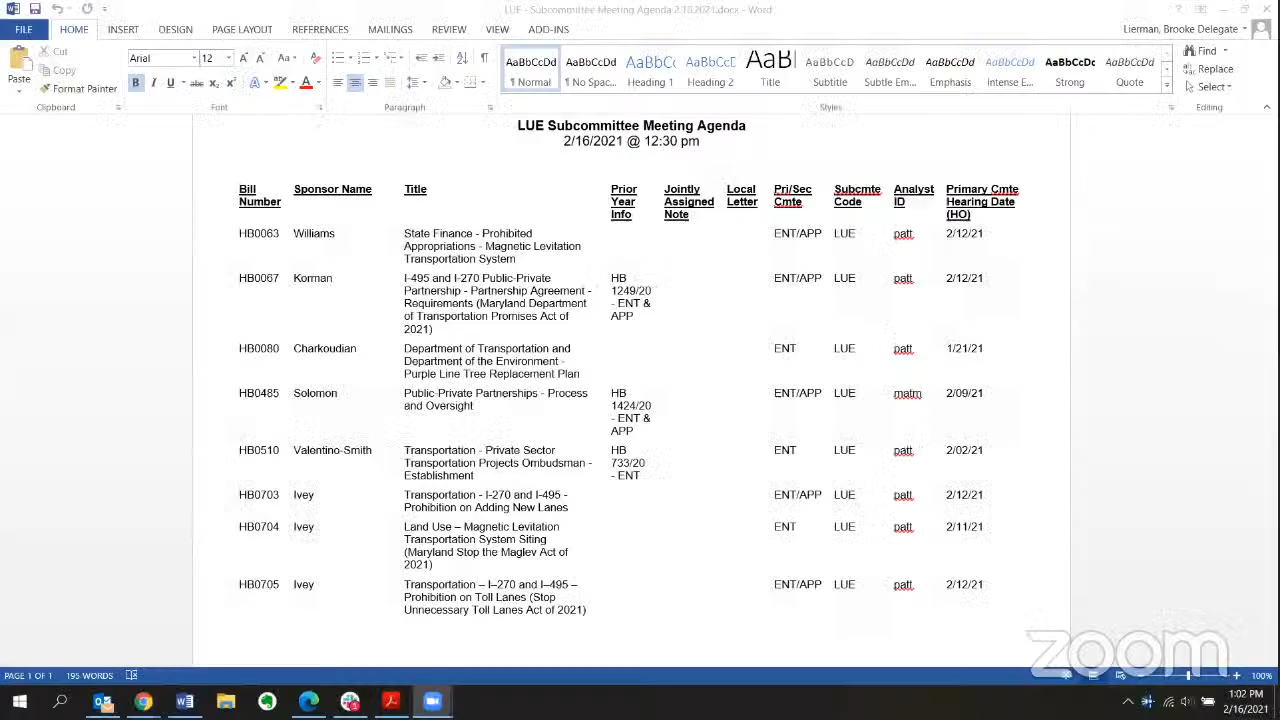 LUE - Subcommittee Meeting Agenda 2.16.2021.docx - Word
FILE HOME INSERT DESIGN PAGE LAYOUT REFERENCES MAILINGS REVIEW VIEW ADD-INS Lierman, Brooke Delegate
Paste Cut Copy Format Painter
Arial 12
AaBbCcDd AaBbCcDd AaBbCc AaBbCcE AaBI AaBbCcD AaBbCcDd AaBbCcDd AaBbCcDd AaBbCcDc AaBbCcDd
¶ Normal ¶ No Spac... Heading 1 Heading 2 Title Subtitle Subtle Em... Emphasis Intense E... Strong Quote
Find Replace Select
Clipboard Font Paragraph Styles Editing
LUE Subcommittee Meeting Agenda
2/16/2021 @ 12:30 pm
Bill Sponsor Name Title Prior Jointly Local Pri/Sec Subcmte Analyst Primary Cmte
Number Year Assigned Letter Cmte Code ID Hearing Date
Info Note (HO)
HB0063 Williams State Finance - Prohibited ENT/APP LUE patt 2/12/21
Appropriations - Magnetic Levitation
Transportation System
HB0067 Korman I-495 and I-270 Public-Private HB ENT/APP LUE patt 2/12/21
Partnership - Partnership Agreement - 1249/20
Requirements (Maryland Department - ENT &
of Transportation Promises Act of APP
2021)
HB0080 Charkoudian Department of Transportation and ENT LUE patt 1/21/21
Department of the Environment -
Purple Line Tree Replacement Plan
HB0485 Solomon Public-Private Partnerships - Process HB ENT/APP LUE matm 2/09/21
and Oversight 1424/20
- ENT &
APP
HB0510 Valentino-Smith Transportation - Private Sector HB ENT LUE patt 2/02/21
Transportation Projects Ombudsman - 733/20
Establishment - ENT
HB0703 Ivey Transportation - I-270 and I-495 - ENT/APP LUE patt 2/12/21
Prohibition on Adding New Lanes
HB0704 Ivey Land Use – Magnetic Levitation ENT LUE patt 2/11/21
Transportation System Siting
(Maryland Stop the Maglev Act of
2021)
HB0705 Ivey Transportation – I–270 and I–495 – ENT/APP LUE patt 2/12/21
Prohibition on Toll Lanes (Stop
Unnecessary Toll Lanes Act of 2021)
zoom
PAGE 1 OF 1 195 WORDS 100%
1:02 PM
2/16/2021